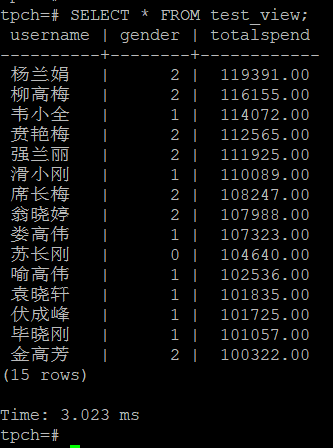 tpch=# SELECT * FROM test_view;
 username | gender | totalspend
----------+--------+------------
 杨兰娟 | 2 | 119391.00
 柳高梅 | 2 | 116155.00
 韦小全 | 1 | 114072.00
 贲艳梅 | 2 | 112565.00
 强兰丽 | 2 | 111925.00
 滑小刚 | 1 | 110089.00
 席长梅 | 2 | 108247.00
 翁晓婷 | 2 | 107988.00
 娄高伟 | 1 | 107323.00
 苏长刚 | 0 | 104640.00
 喻高伟 | 1 | 102536.00
 袁晓轩 | 1 | 101835.00
 伏成峰 | 1 | 101725.00
 毕晓刚 | 1 | 101057.00
 金高芳 | 2 | 100322.00
(15 rows)
Time: 3.023 ms
tpch=#